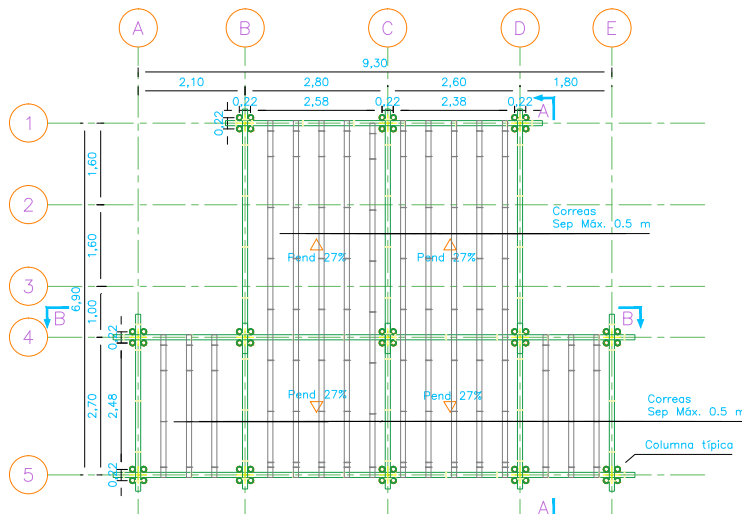 A B C D E
9,30
2,10 2,80 2,60 1,80
0,22 2,58 0,22 2,38 0,22
A
1
0,22
1,60
2
Correas
Sep Máx. 0.5 m
1,60
Pend 27% Pend 27%
3
6,90
1,00
B B
4
0,22
Pend 27% Pend 27%
2,70 2,48
Correas
Sep Máx. 0.5 m
Columna típica
0,22
5
A